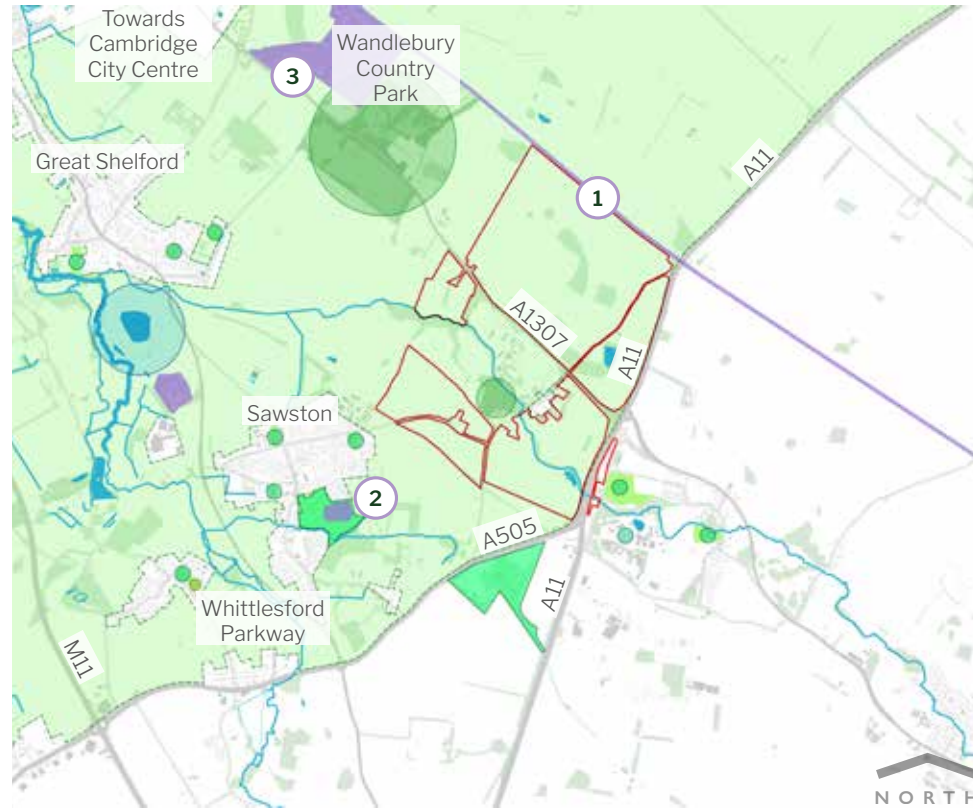 Towards
Cambridge
City Centre
Wandlebury
Country
Park
3
Great Shelford
A11
1
A1307
A11
Sawston
2
A505
A11
Whittlesford
Parkway
M11
NORTH